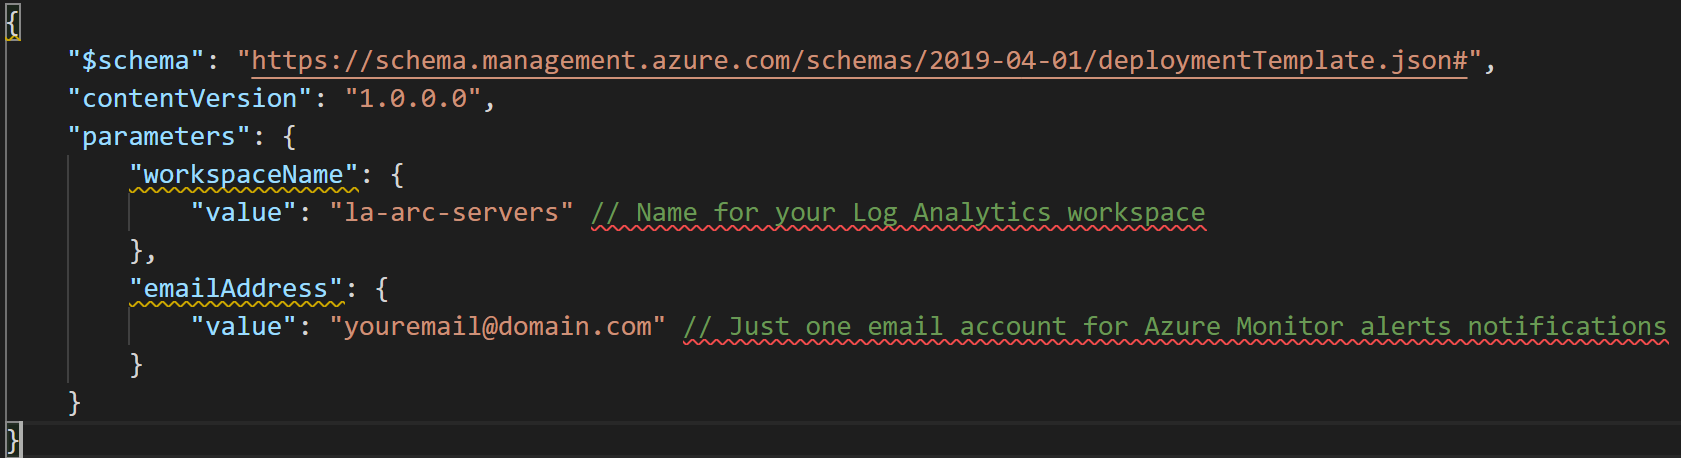 {
    "$schema": "https://schema.management.azure.com/schemas/2019-04-01/deploymentTemplate.json#",
    "contentVersion": "1.0.0.0",
    "parameters": {
        "workspaceName": {
            "value": "la-arc-servers" // Name for your Log Analytics workspace
        },
        "emailAddress": {
            "value": "youremail@domain.com" // Just one email account for Azure Monitor alerts notifications
        }
    }
}